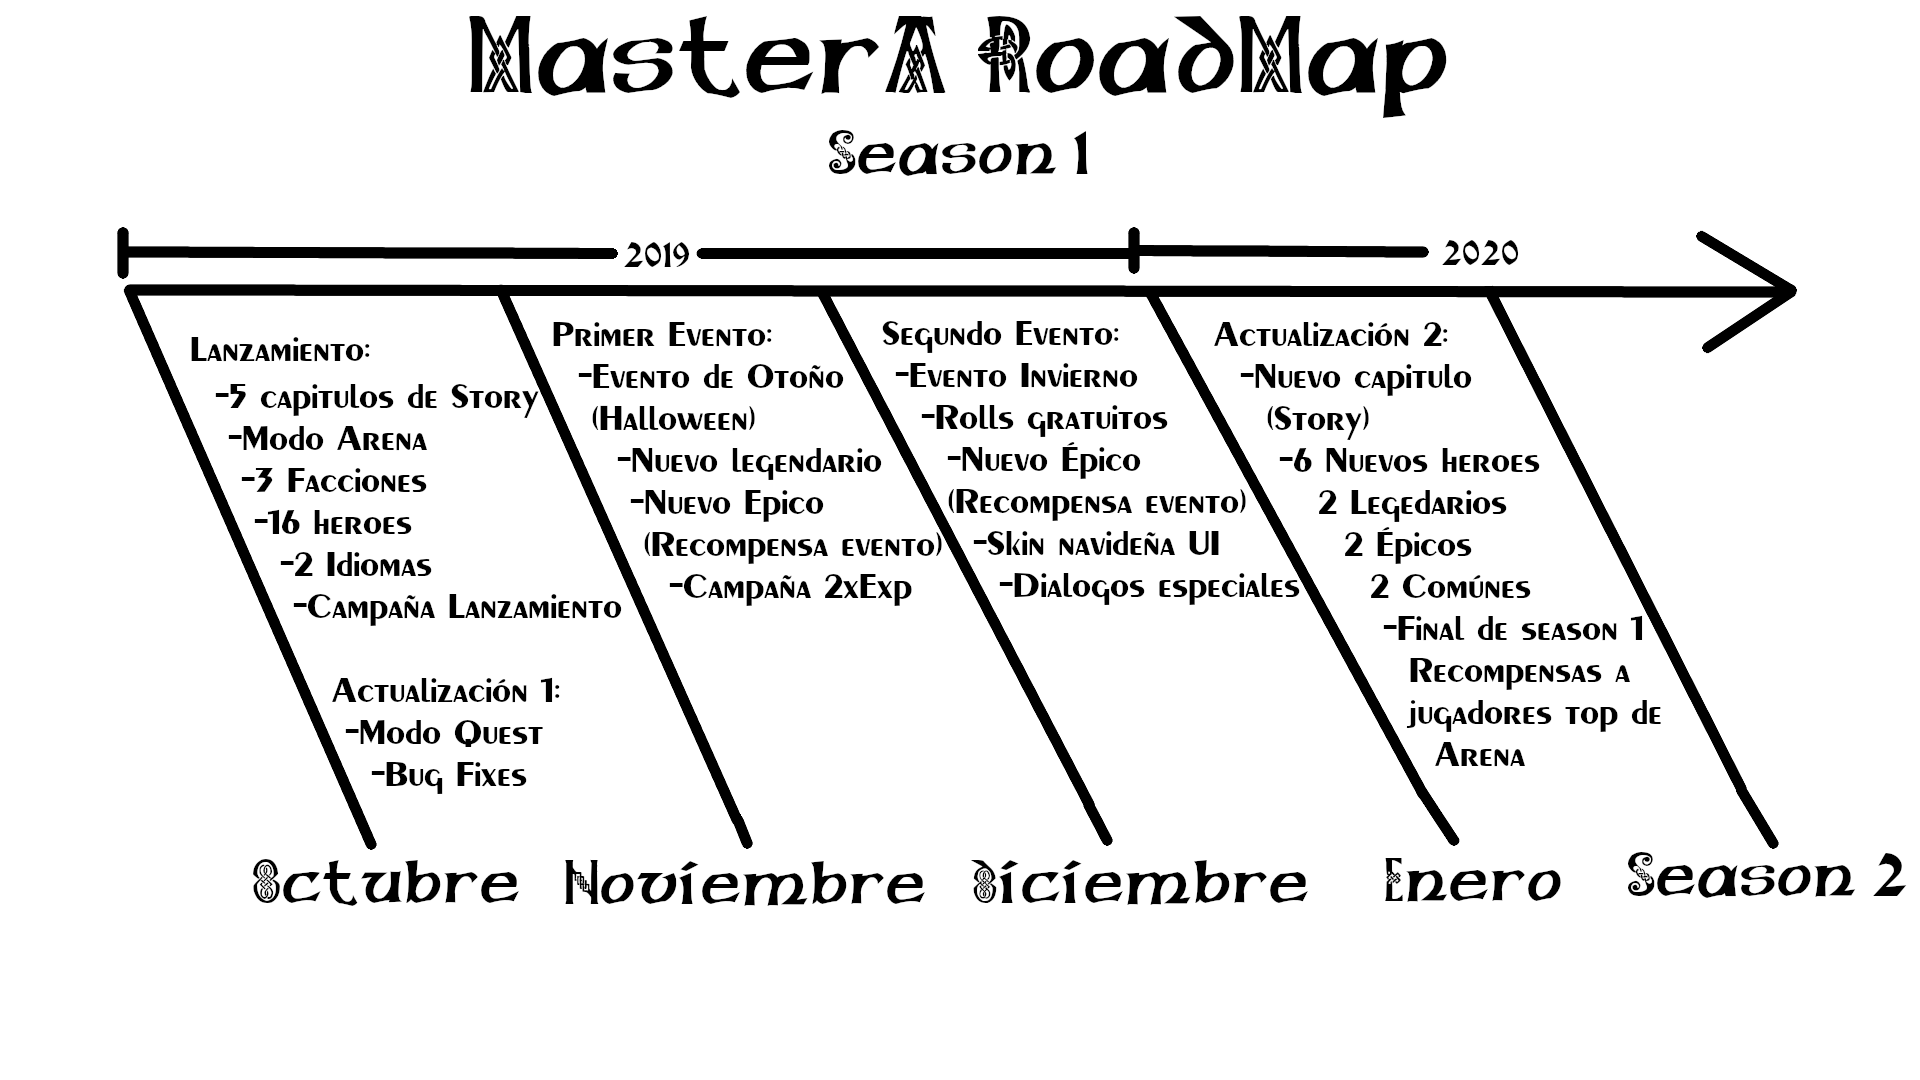 MasterA RoadMap
Season 1
2019
2020
Lanzamiento:
-5 capitulos de Story
-Modo Arena
-3 Facciones
-16 heroes
-2 Idiomas
-Campaña Lanzamiento
Actualización 1:
-Modo Quest
-Bug Fixes
Primer Evento:
-Evento de Otoño
(Halloween)
-Nuevo legendario
-Nuevo Epico
(Recompensa evento)
-Campaña 2xExp
Segundo Evento:
-Evento Invierno
-Rolls gratuitos
-Nuevo Épico
(Recompensa evento)
-Skin navideña UI
-Dialogos especiales
Actualización 2:
-Nuevo capitulo
(Story)
-6 Nuevos heroes
2 Legedarios
2 Épicos
2 Comúnes
-Final de season 1
Recompensas a
jugadores top de
Arena
Octubre
Noviembre
Diciembre
Enero
Season 2